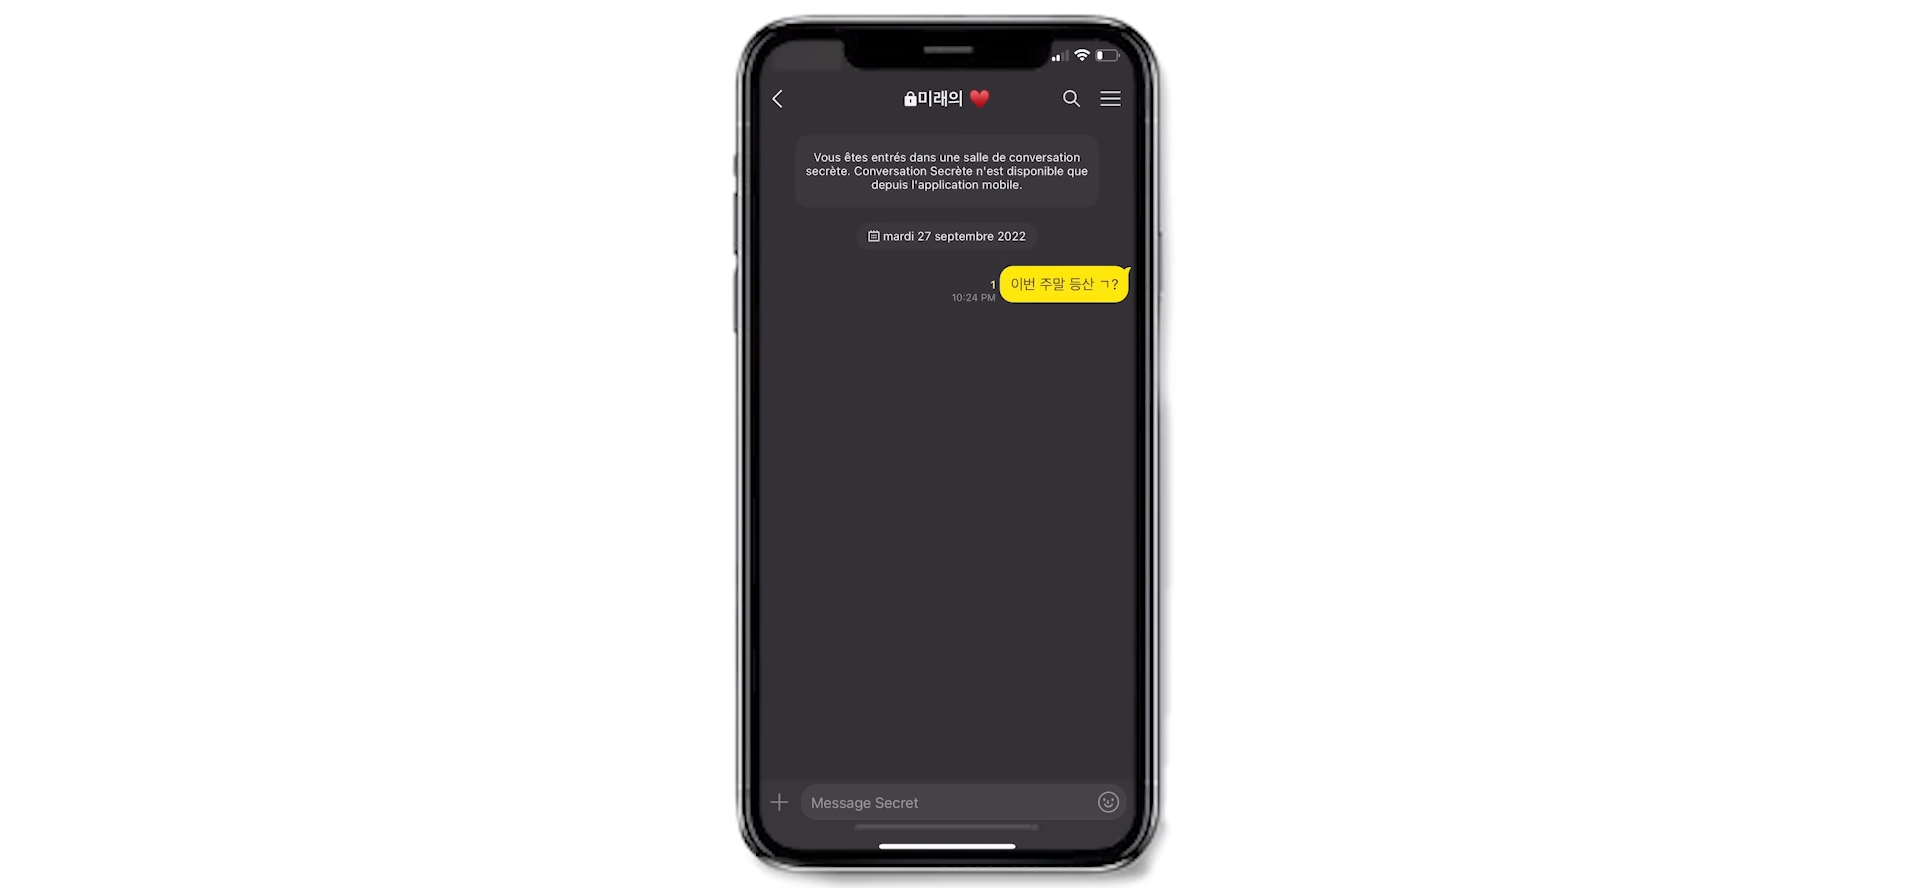 미래의 ❤️
Vous êtes entrés dans une salle de conversation
secrète. Conversation Secrète n'est disponible que
depuis l'application mobile.
mardi 27 septembre 2022
이번 주말 등산 ㄱ?
1
10:24 PM
Message Secret